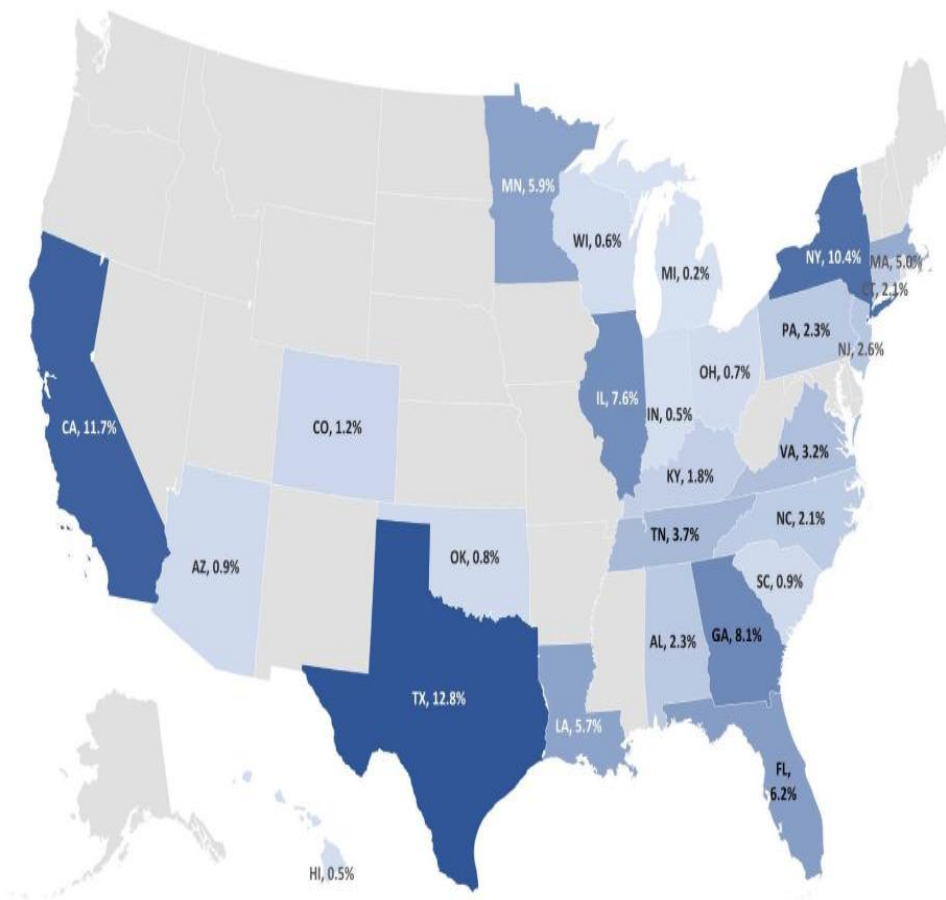 MN, 5.9%
WI, 0.6%
MI, 0.2%
NY, 10.4%
MA, 5.0%
CT, 2.1%
PA, 2.3%
NJ, 2.6%
OH, 0.7%
IL, 7.6%
IN, 0.5%
CA, 11.7%
CO, 1.2%
VA, 3.2%
KY, 1.8%
NC, 2.1%
TN, 3.7%
AZ, 0.9%
OK, 0.8%
SC, 0.9%
AL, 2.3%
GA, 8.1%
TX, 12.8%
LA, 5.7%
FL,
6.2%
HI, 0.5%